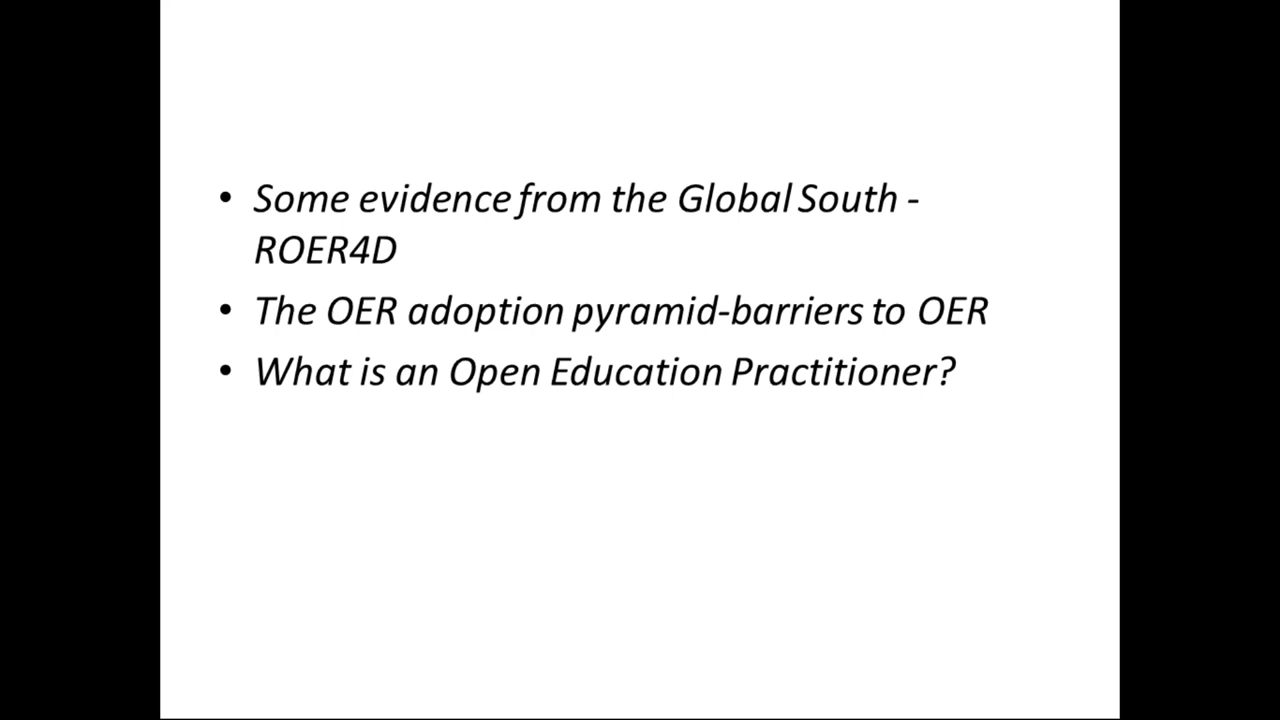 • Some evidence from the Global South -
ROER4D
• The OER adoption pyramid-barriers to OER
• What is an Open Education Practitioner?